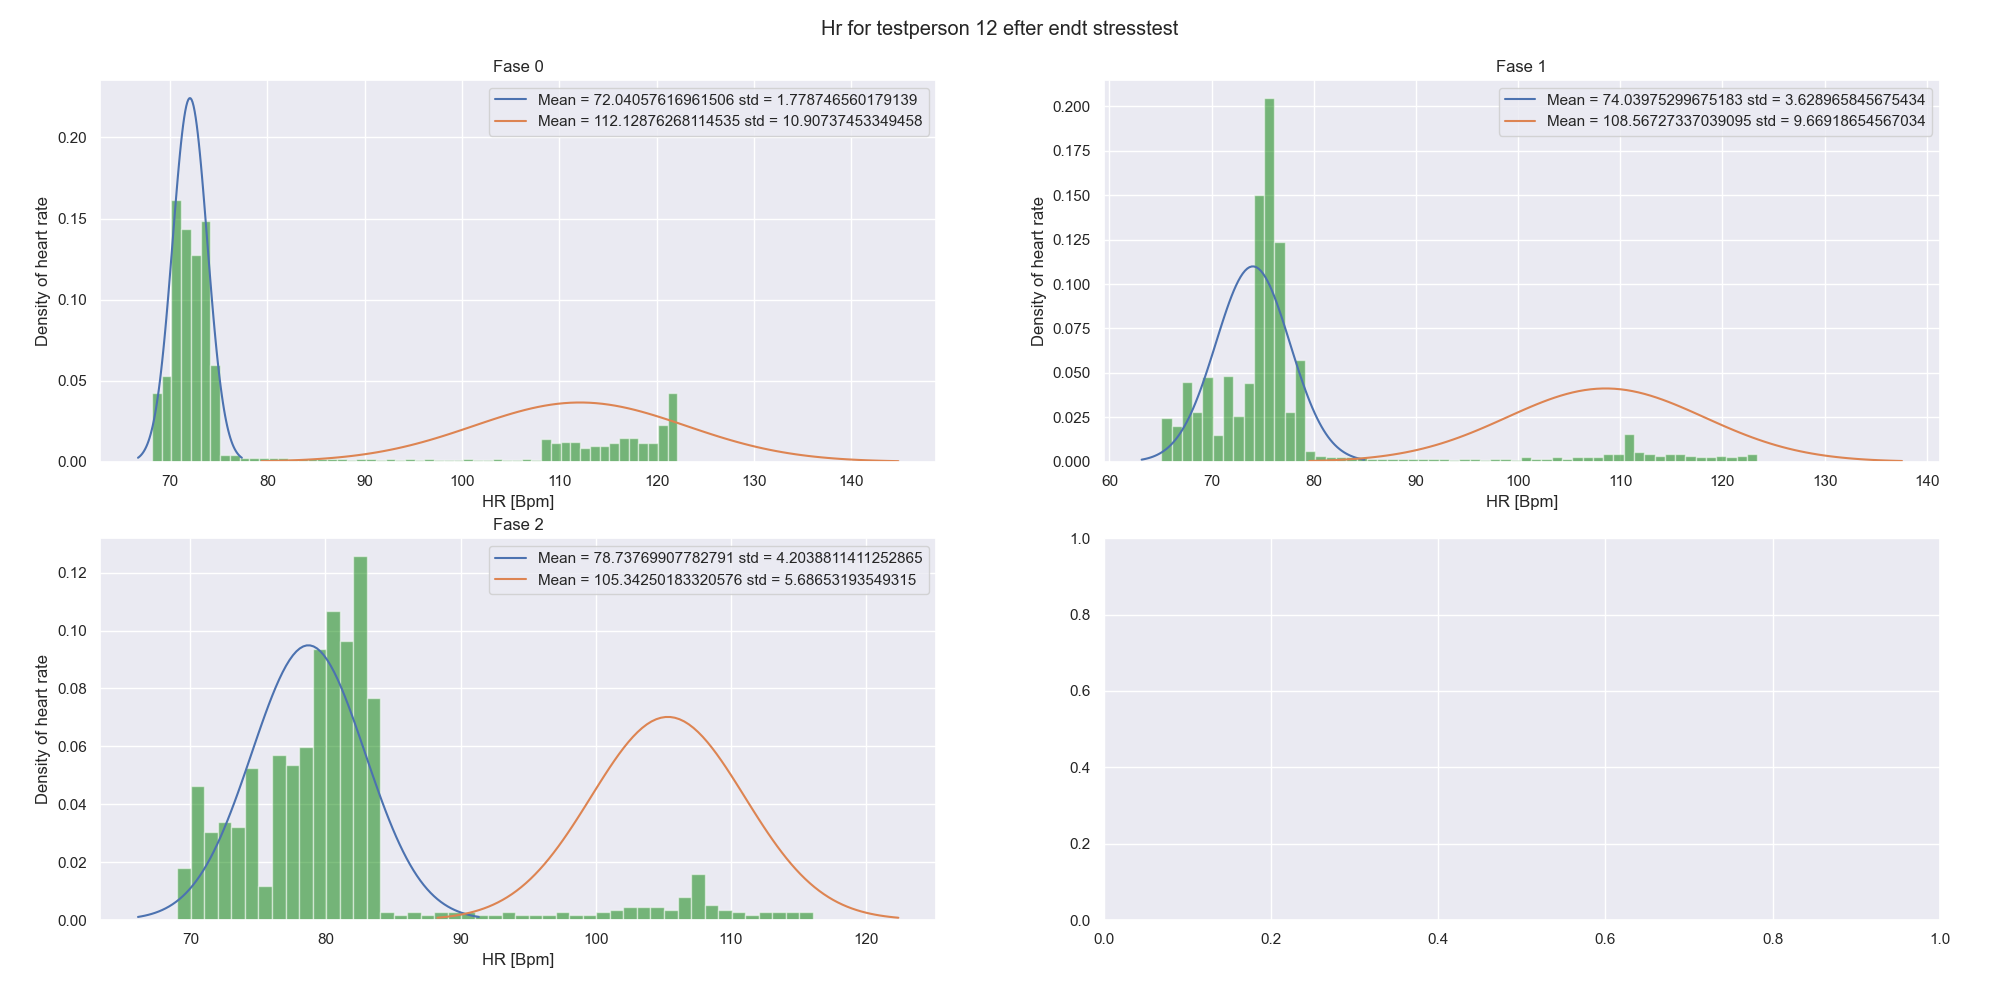 Hr for testperson 12 efter endt stresstest
Fase 0
Mean = 72.04057616961506 std = 1.778746560179139
Mean = 112.12876268114535 std = 10.90737453349458
Density of heart rate
0.20
0.15
0.10
0.05
0.00
70 80 90 100 110 120 130 140
HR [Bpm]
Fase 1
Mean = 74.03975299675183 std = 3.628965845675434
Mean = 108.56727337039095 std = 9.66918654567034
Density of heart rate
0.200
0.175
0.150
0.125
0.100
0.075
0.050
0.025
0.000
60 70 80 90 100 110 120 130 140
HR [Bpm]
Fase 2
Mean = 78.73769907782791 std = 4.2038811411252865
Mean = 105.34250183320576 std = 5.68653193549315
Density of heart rate
0.12
0.10
0.08
0.06
0.04
0.02
0.00
70 80 90 100 110 120
HR [Bpm]
1.0
0.8
0.6
0.4
0.2
0.0
0.0 0.2 0.4 0.6 0.8 1.0